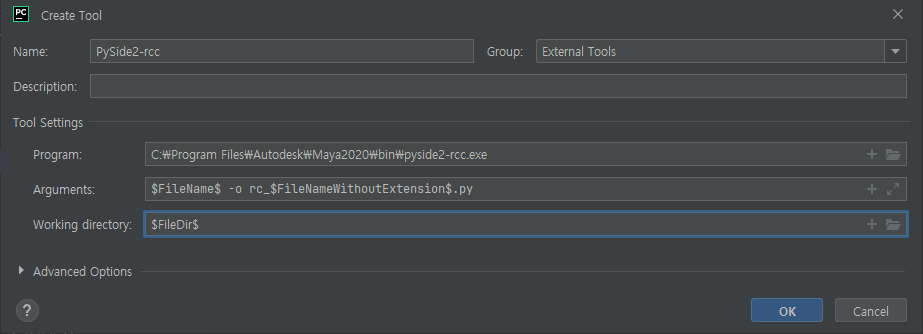 PC Create Tool
Name: PySide2-rcc Group: External Tools
Description:
Tool Settings
Program: C:₩Program Files₩Autodesk₩Maya2020₩bin₩pyside2-rcc.exe
Arguments: $FileName$ -o rc_$FileNameWithoutExtension$.py
Working directory: $FileDir$
Advanced Options
? OK Cancel